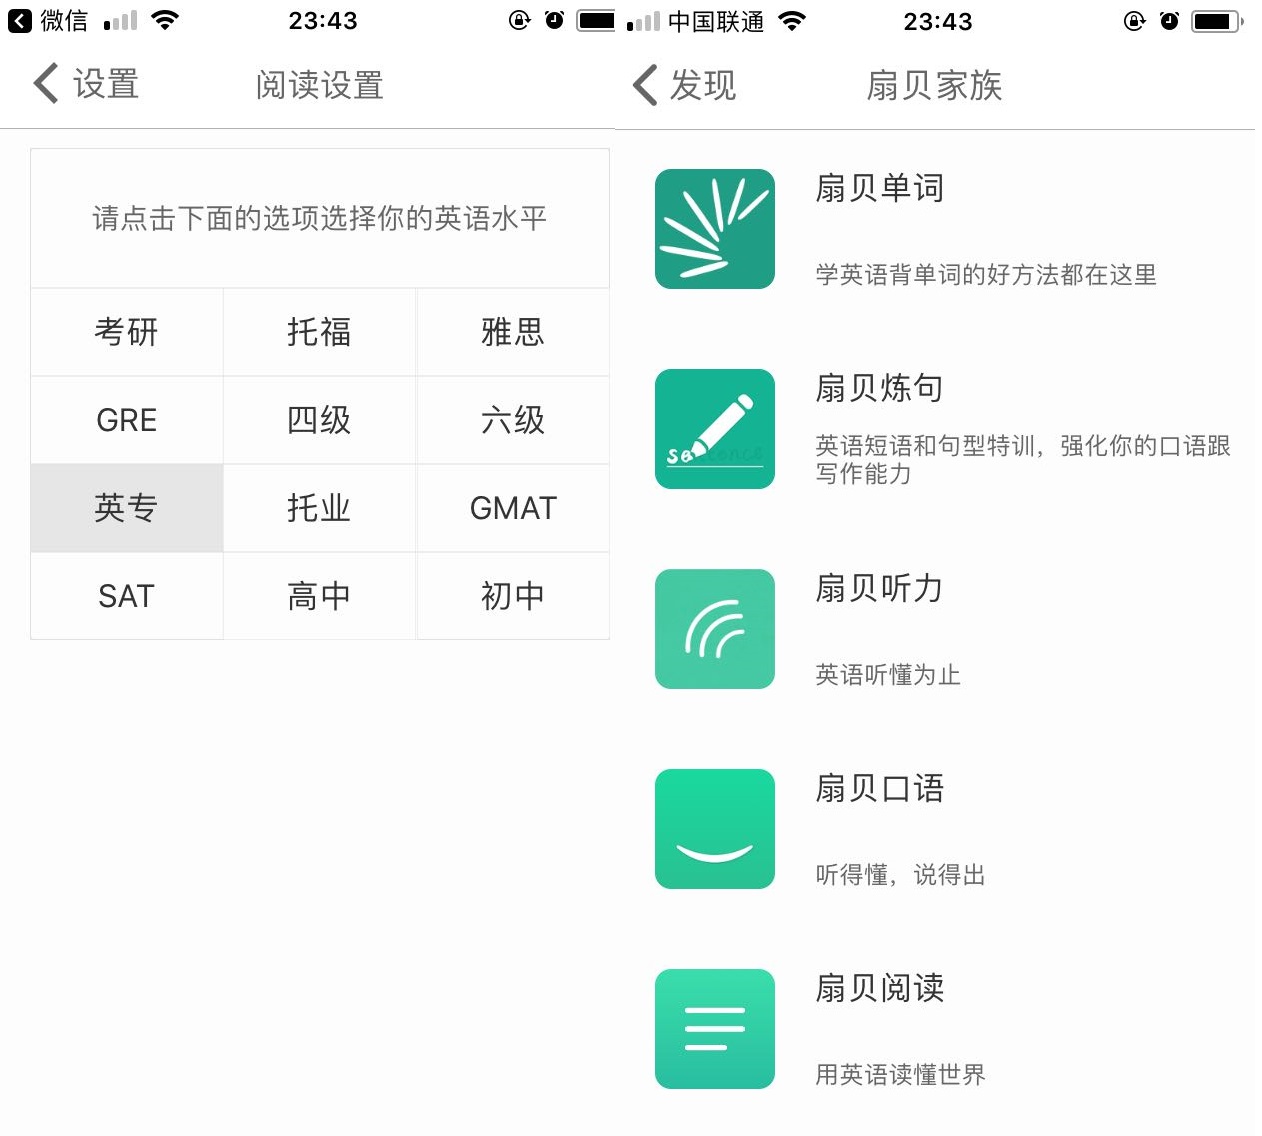 微信
23:43
设置
阅读设置
请点击下面的选项选择你的英语水平
考研 托福 雅思
GRE 四级 六级
英专 托业 GMAT
SAT 高中 初中
中国联通
23:43
发现
扇贝家族
扇贝单词
学英语背单词的好方法都在这里
扇贝炼句
英语短语和句型特训，强化你的口语跟
写作能力
sentence
扇贝听力
英语听懂为止
扇贝口语
听得懂，说得出
扇贝阅读
用英语读懂世界